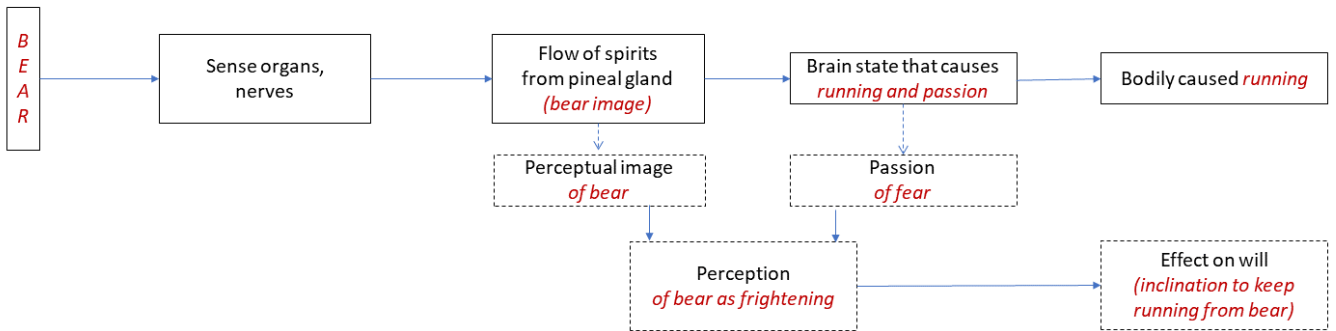 B
E
A
R
Sense organs,
nerves
Flow of spirits
from pineal gland
(bear image)
Brain state that causes
running and passion
Bodily caused running
Perceptual image
of bear
Passion
of fear
Perception
of bear as frightening
Effect on will
(inclination to keep
running from bear)